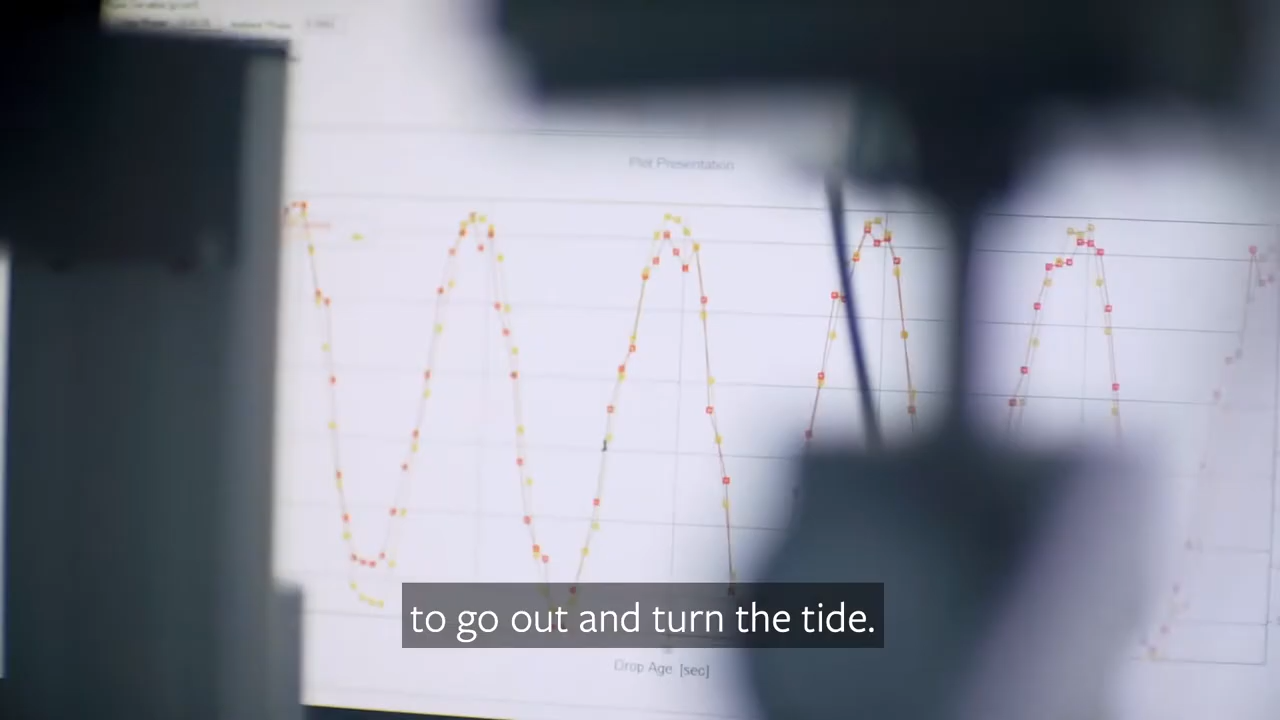 Plot Presentation
to go out and turn the tide.
Drop Age [sec]